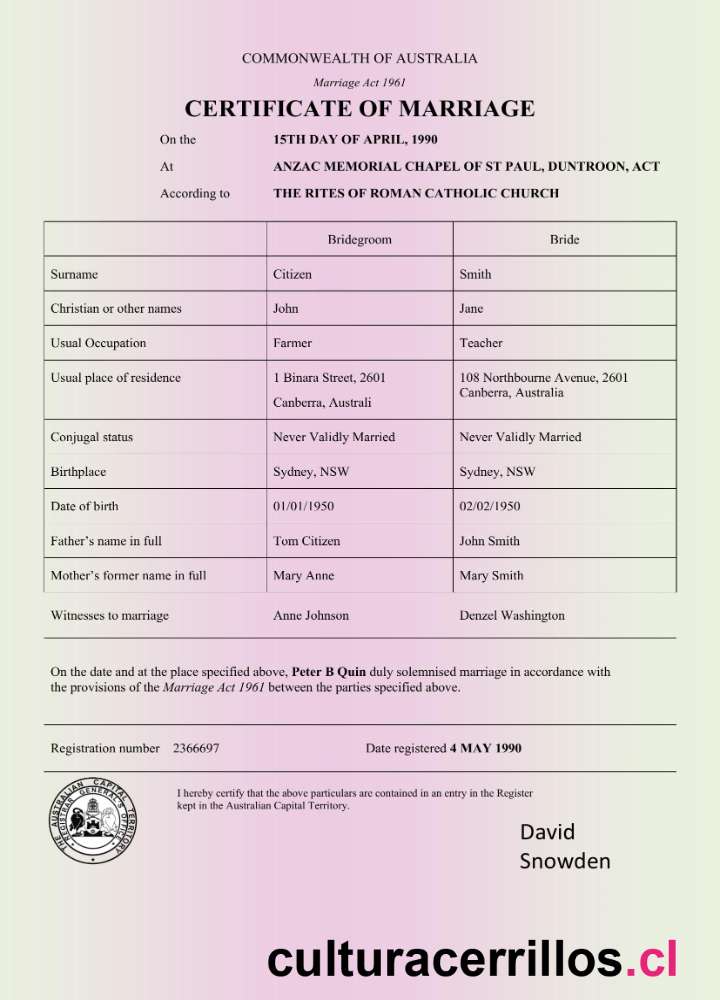 COMMONWEALTH OF AUSTRALIA
Marriage Act 1961
CERTIFICATE OF MARRIAGE
On the 15TH DAY OF APRIL, 1990
At ANZAC MEMORIAL CHAPEL OF ST PAUL, DUNTROON, ACT
According to THE RITES OF ROMAN CATHOLIC CHURCH
Bridegroom Bride
Surname Citizen Smith
Christian or other names John Jane
Usual Occupation Farmer Teacher
Usual place of residence 1 Binara Street, 2601 108 Northbourne Avenue, 2601
Canberra, Australi Canberra, Australia
Conjugal status Never Validly Married Never Validly Married
Birthplace Sydney, NSW Sydney, NSW
Date of birth 01/01/1950 02/02/1950
Father's name in full Tom Citizen John Smith
Mother's former name in full Mary Anne Mary Smith
Witnesses to marriage Anne Johnson Denzel Washington
On the date and at the place specified above, Peter B Quin duly solemnised marriage in accordance with
the provisions of the Marriage Act 1961 between the parties specified above.
Registration number 2366697 Date registered 4 MAY 1990
THE AUSTRALIAN CAPITAL TERRITORY
REGISTRAR GENERAL'S OFFICE
I hereby certify that the above particulars are contained in an entry in the Register
kept in the Australian Capital Territory.
David
Snowden
culturacerrillos.cl